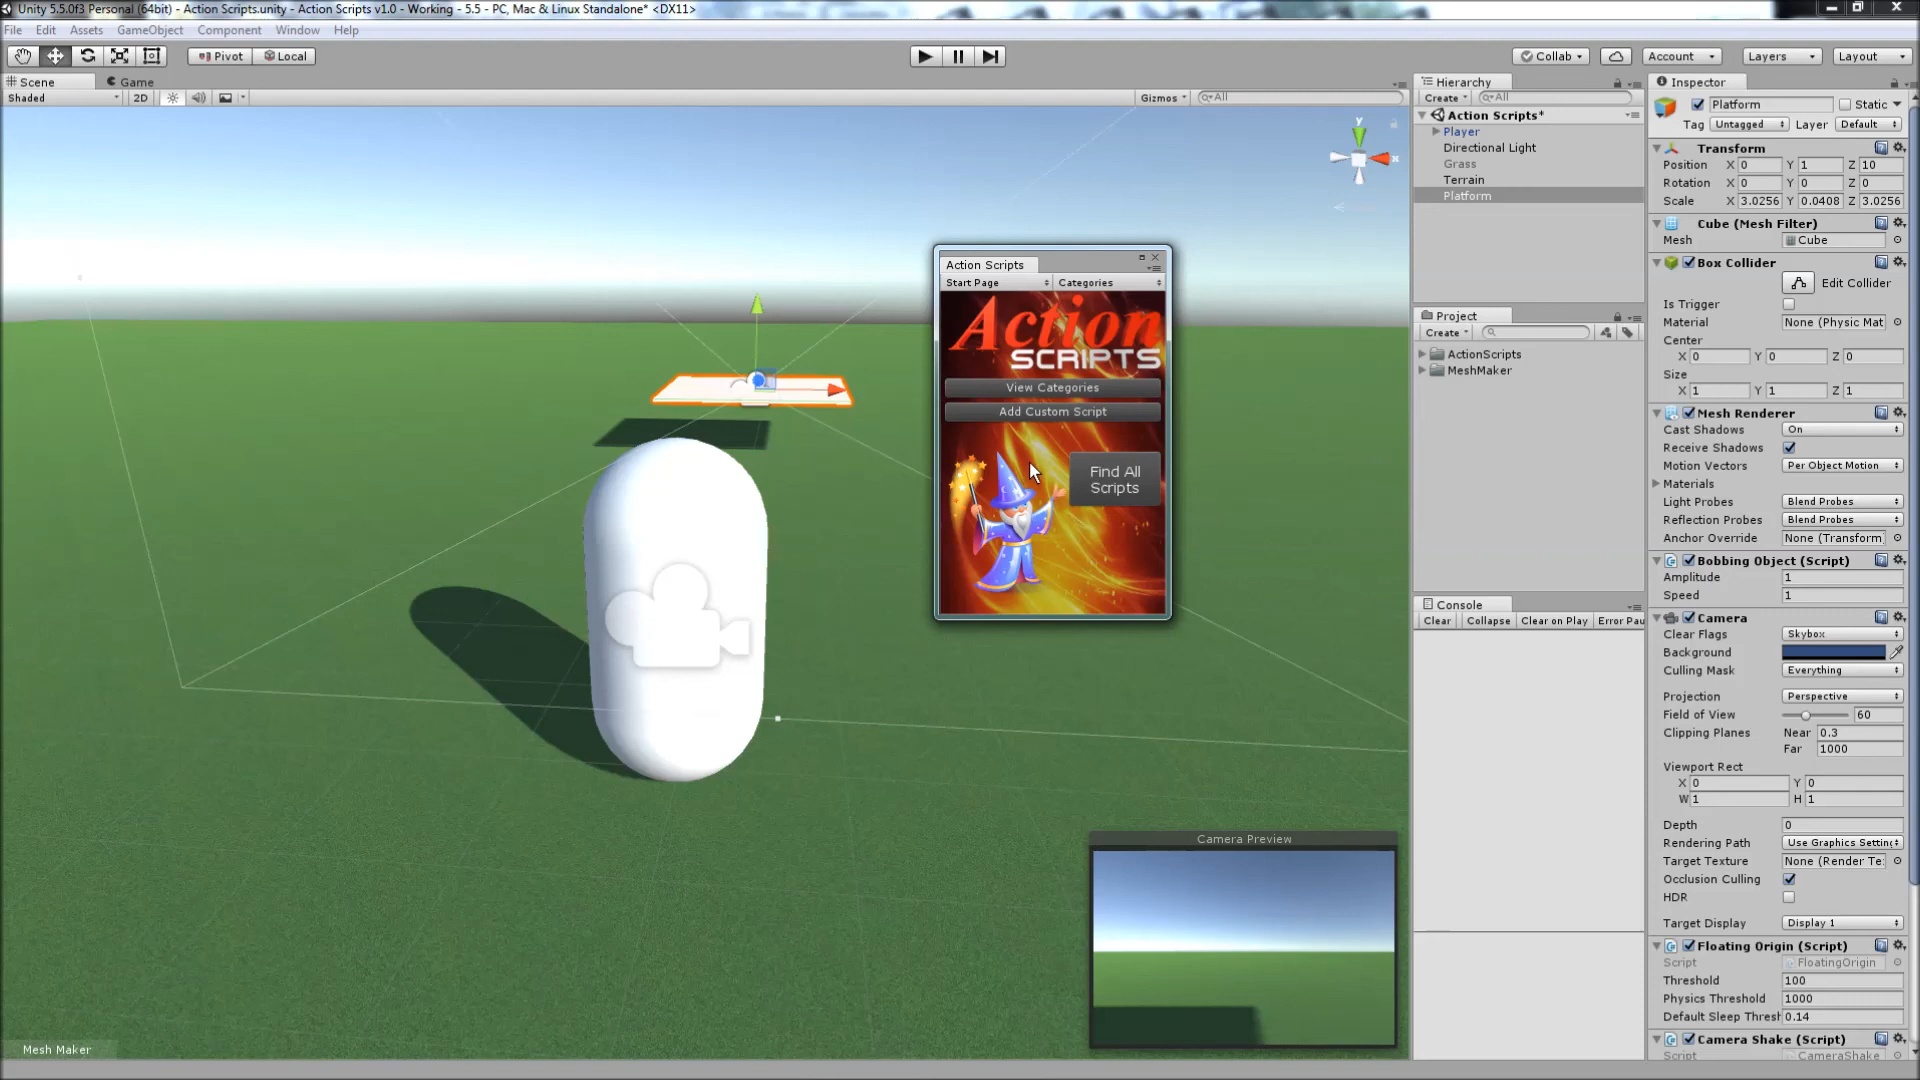 Unity 5.5.0f3 Personal (64bit) - Action Scripts.unity - Action Scripts v1.0 - Working - 5.5 - PC, Mac & Linux Standalone* <DX11>
File Edit Assets GameObject Component Window Help
Pivot Local
Collab Account Layers Layout
Scene Game
Shaded 2D Gizmos All
y
x
Action Scripts
Start Page Categories
Action
SCRIPTS
View Categories
Add Custom Script
Find All
Scripts
Camera Preview
Mesh Maker
Hierarchy
Create All
Action Scripts*
Player
Directional Light
Grass
Terrain
Platform
Project
Create
ActionScripts
MeshMaker
Console
Clear Collapse Clear on Play Error Pau
Inspector
Platform Static
Tag Untagged Layer Default
Transform
Position X 0 Y 1 Z 10
Rotation X 0 Y 0 Z 0
Scale X 3.0256 Y 0.0408 Z 3.0256
Cube (Mesh Filter)
Mesh Cube
Box Collider
Edit Collider
Is Trigger
Material None (Physic Mat
Center
X 0 Y 0 Z 0
Size
X 1 Y 1 Z 1
Mesh Renderer
Cast Shadows On
Receive Shadows
Motion Vectors Per Object Motion
Materials
Light Probes Blend Probes
Reflection Probes Blend Probes
Anchor Override None (Transform)
Bobbing Object (Script)
Amplitude 1
Speed 1
Camera
Clear Flags Skybox
Background
Culling Mask Everything
Projection Perspective
Field of View 60
Clipping Planes Near 0.3
Far 1000
Viewport Rect
X 0 Y 0
W 1 H 1
Depth 0
Rendering Path Use Graphics Setting
Target Texture None (Render Te:
Occlusion Culling
HDR
Target Display Display 1
Floating Origin (Script)
Script FloatingOrigin
Threshold 100
Physics Threshold 1000
Default Sleep Thresh 0.14
Camera Shake (Script)
Script CameraShake